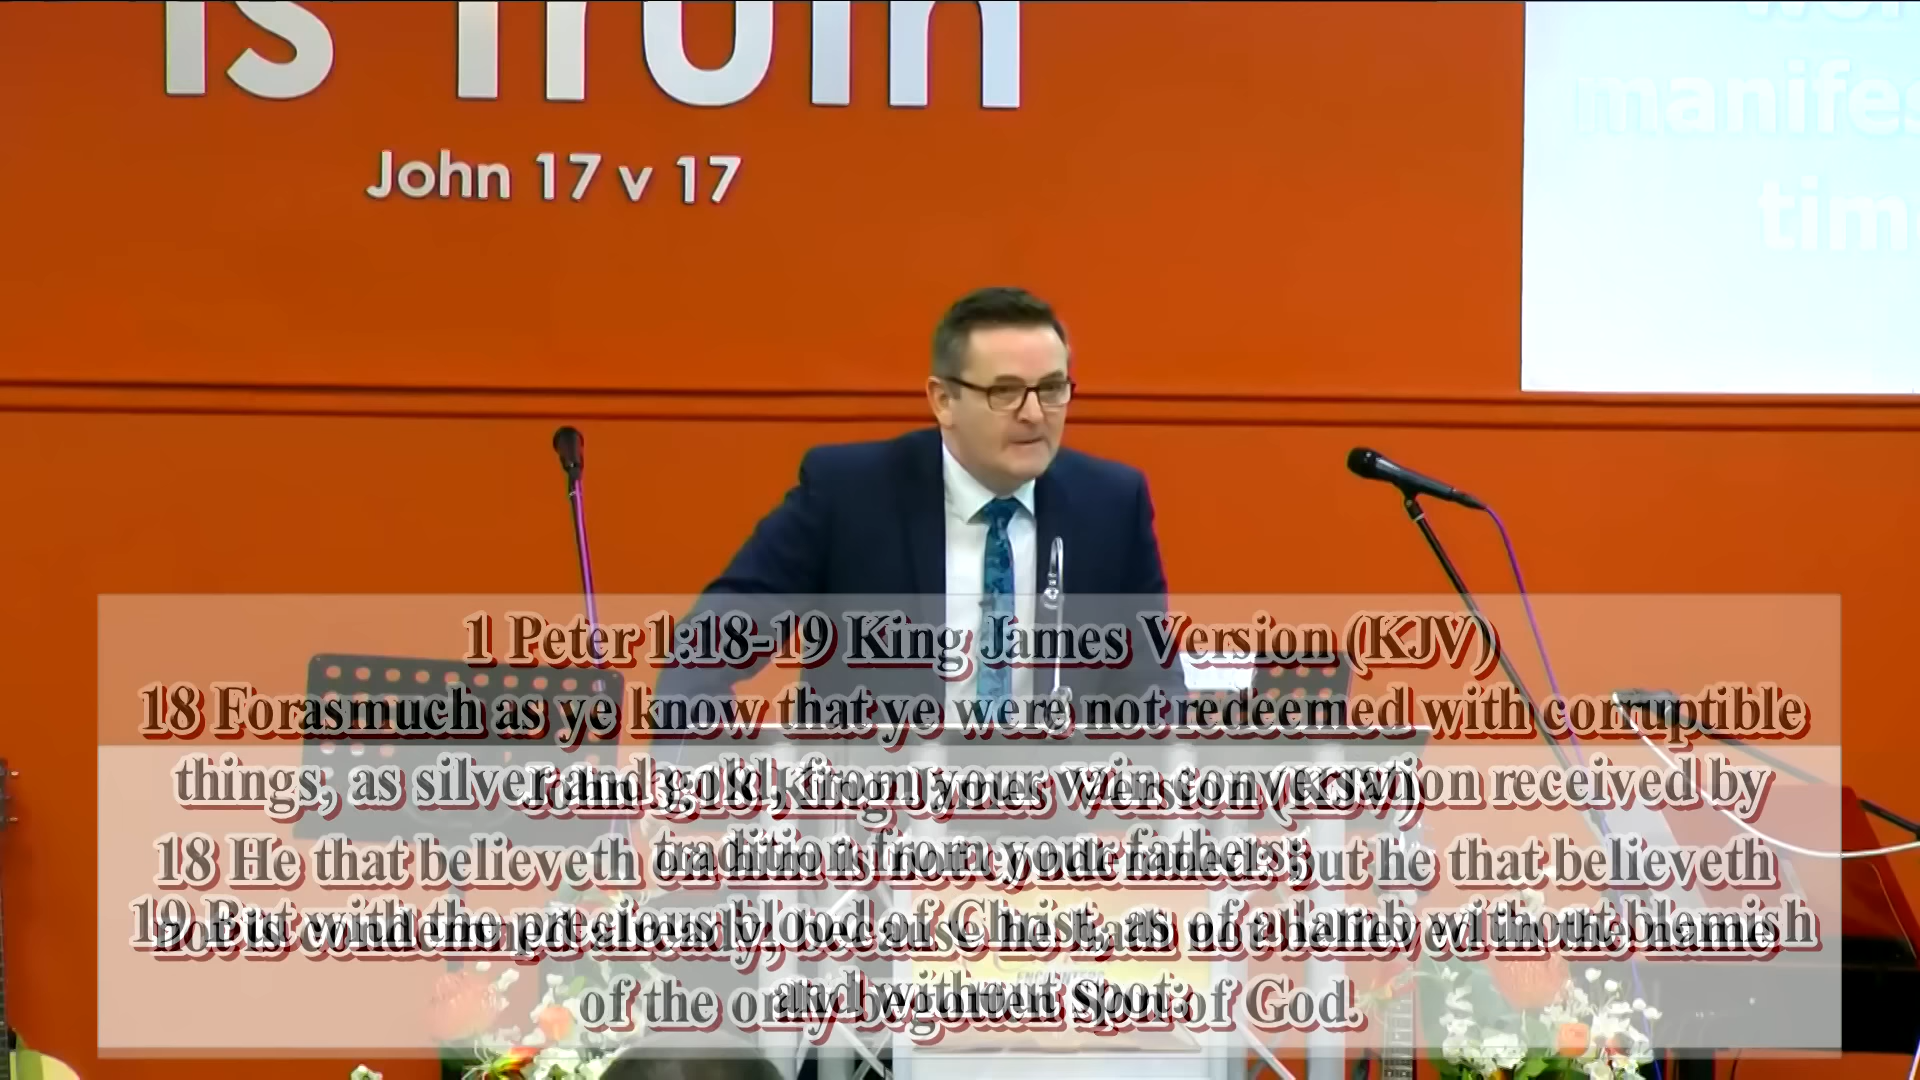 is Truth
John 17 v 17
manifes
tim
1 Peter 1:18-19 King James Version (KJV)
18 Forasmuch as ye know that ye were not redeemed with corruptible
things, as silver and gold, from your vain conversation received by
tradition from your fathers;
19 But with the precious blood of Christ, as of a lamb without blemish
and without spot:
John 3:18 King James Version (KJV)
18 He that believeth on him is not condemned: but he that believeth
not is condemned already, because he hath not believed in the name
of the only begotten Son of God.